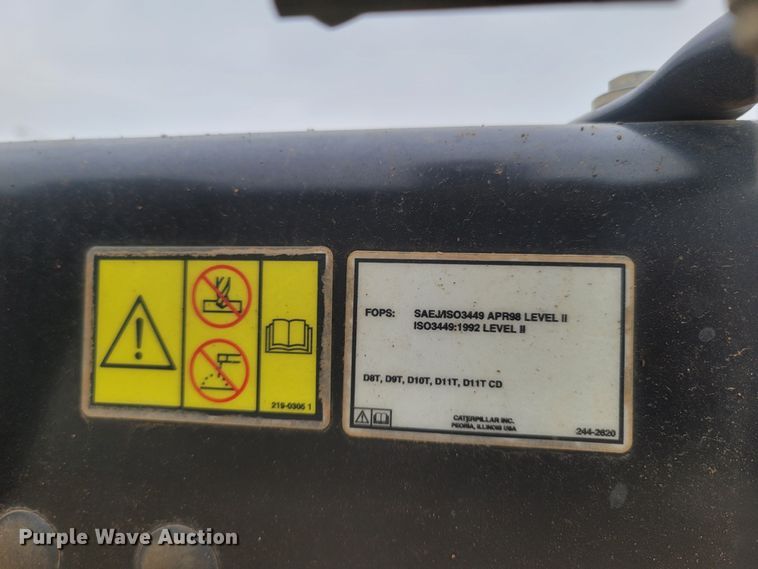 219-0305 1
FOPS: SAEJ/ISO3449 APR98 LEVEL II
ISO3449:1992 LEVEL II
D8T, D9T, D10T, D11T, D11T CD
CATERPILLAR INC.
PEORIA, ILLINOIS USA
244-2620
Purple Wave Auction